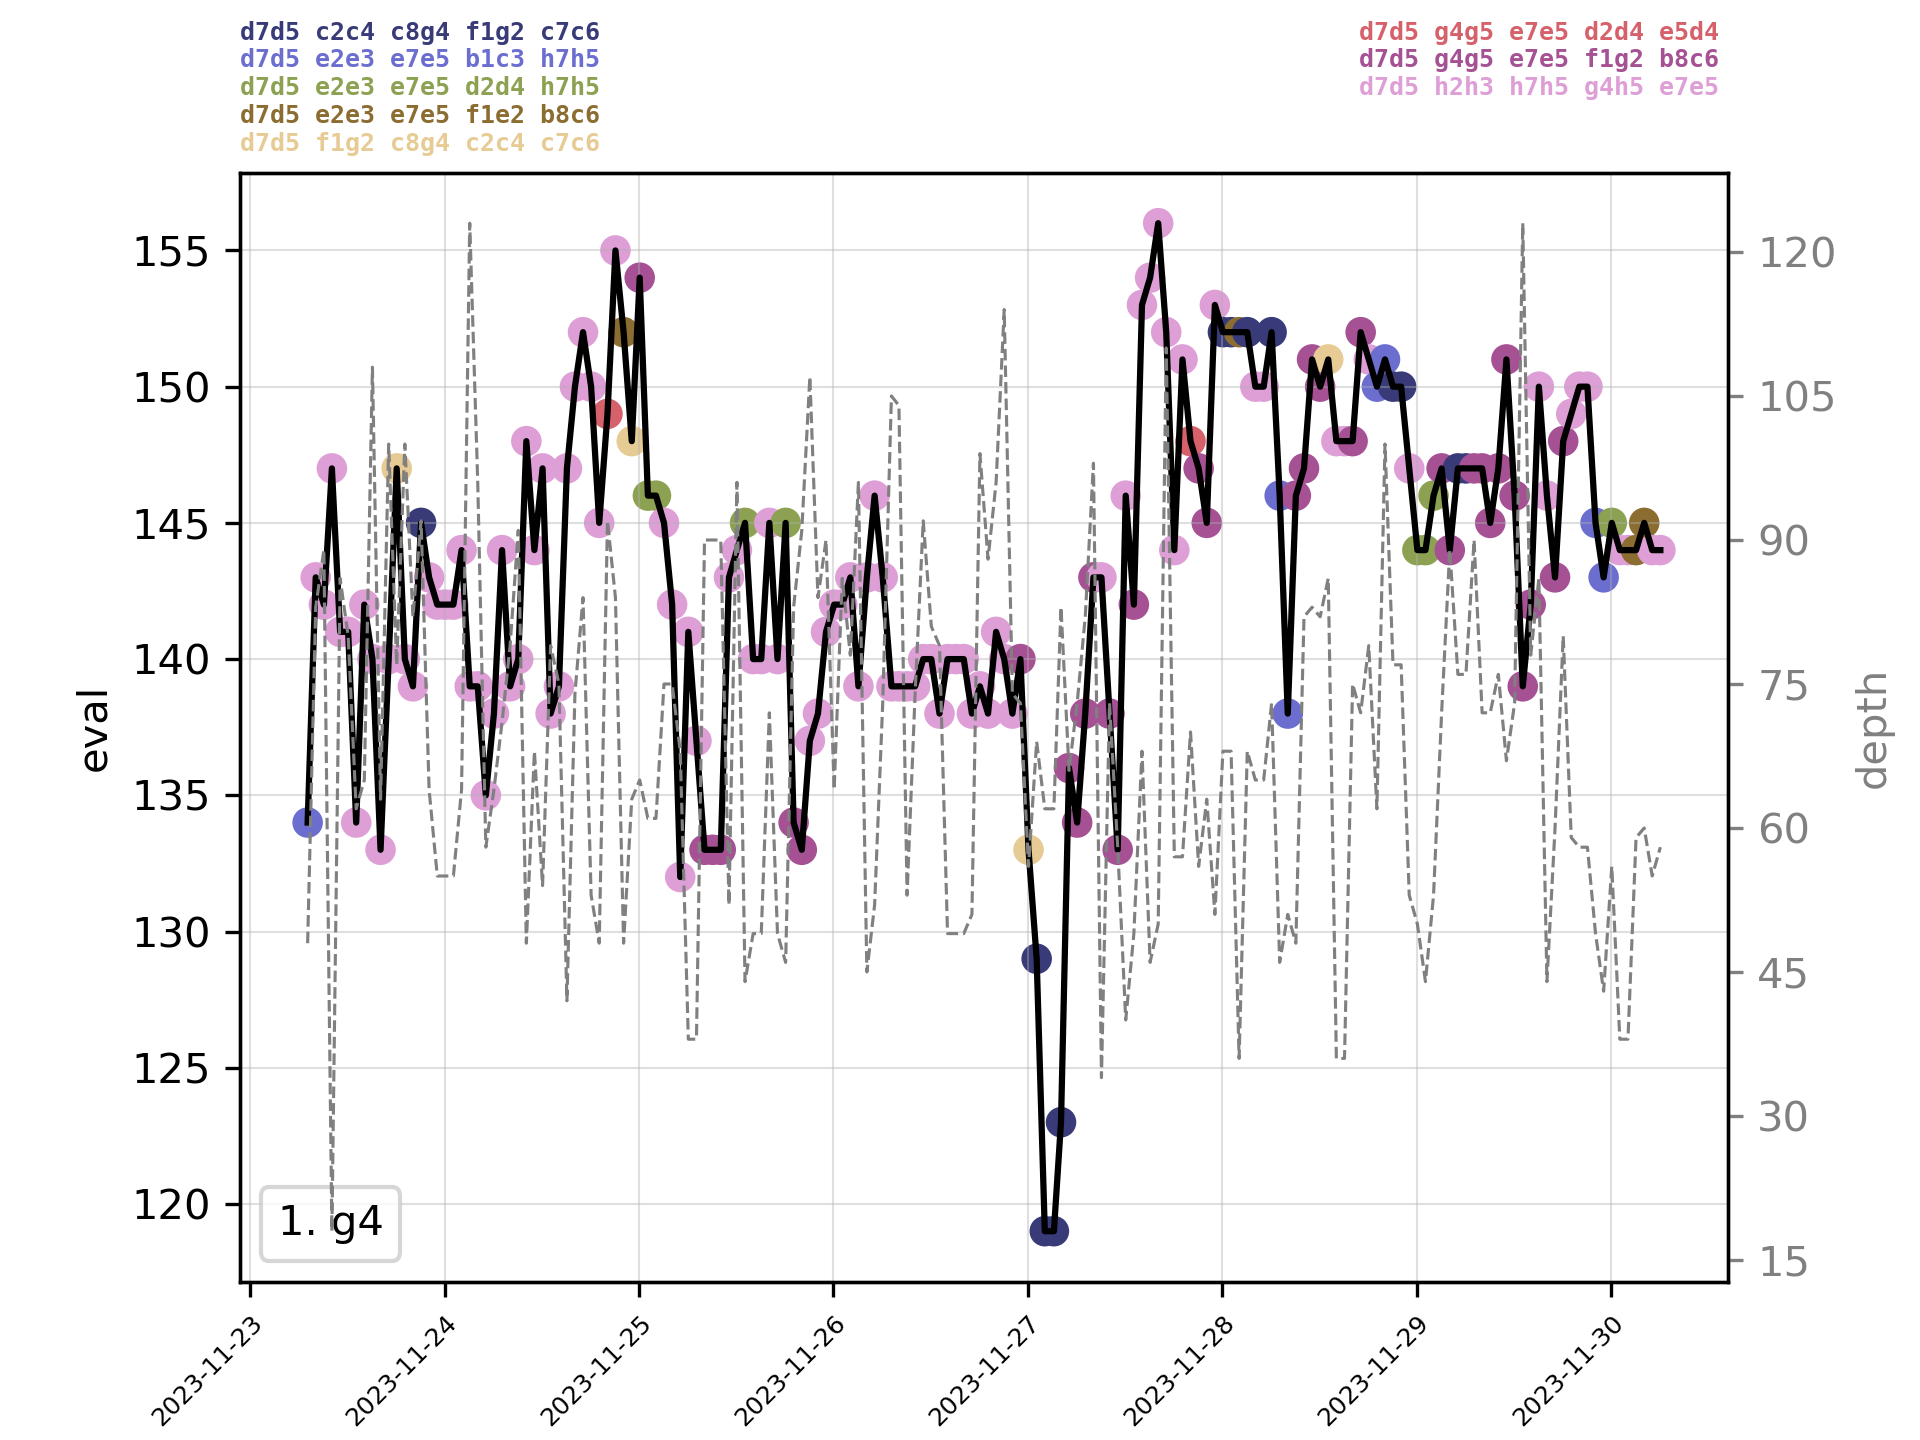 d7d5 c2c4 c8g4 f1g2 c7c6
d7d5 e2e3 e7e5 b1c3 h7h5
d7d5 e2e3 e7e5 d2d4 h7h5
d7d5 e2e3 e7e5 f1e2 b8c6
d7d5 f1g2 c8g4 c2c4 c7c6
d7d5 g4g5 e7e5 d2d4 e5d4
d7d5 g4g5 e7e5 f1g2 b8c6
d7d5 h2h3 h7h5 g4h5 e7e5
155
150
145
140
135
130
125
120
eval
120
105
90
75
60
45
30
15
depth
1. g4
2023-11-23
2023-11-24
2023-11-25
2023-11-26
2023-11-27
2023-11-28
2023-11-29
2023-11-30